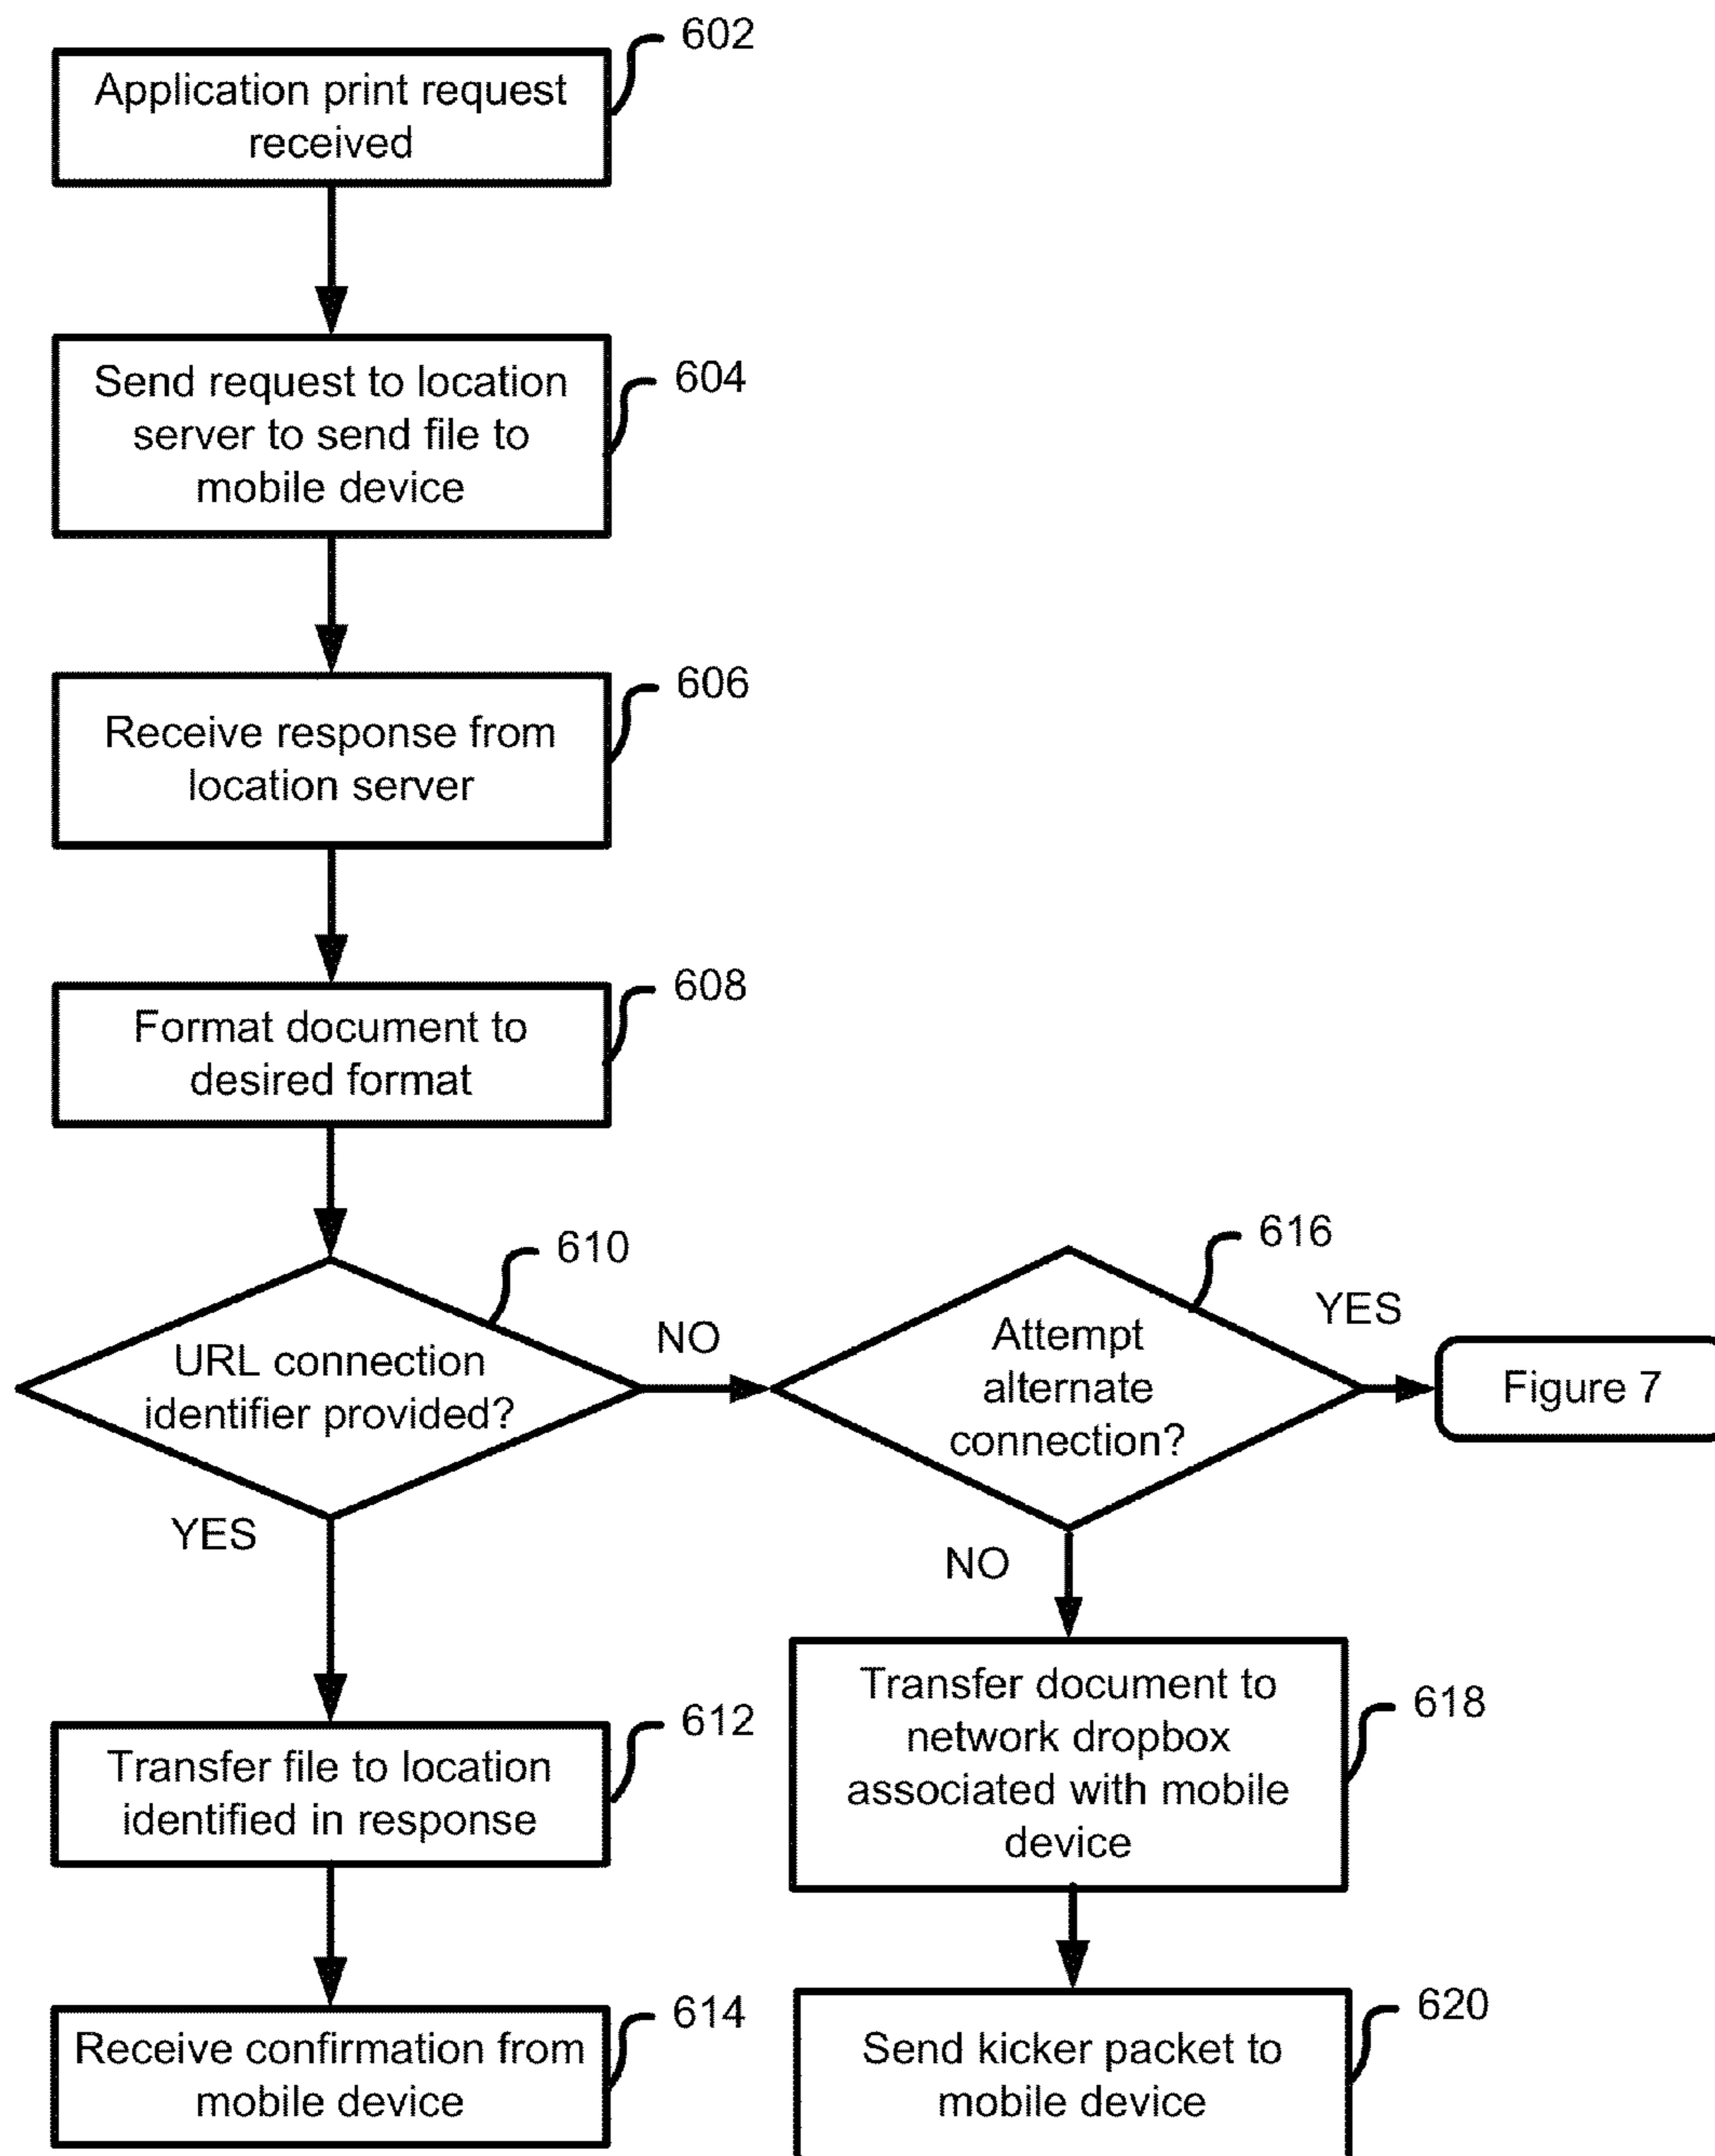 602
Application print request
received
604
Send request to location
server to send file to
mobile device
606
Receive response from
location server
608
Format document to
desired format
610
URL connection
identifier provided?
NO
YES
616
Attempt
alternate
connection?
YES
Figure 7
NO
612
Transfer file to location
identified in response
614
Receive confirmation from
mobile device
618
Transfer document to
network dropbox
associated with mobile
device
620
Send kicker packet to
mobile device